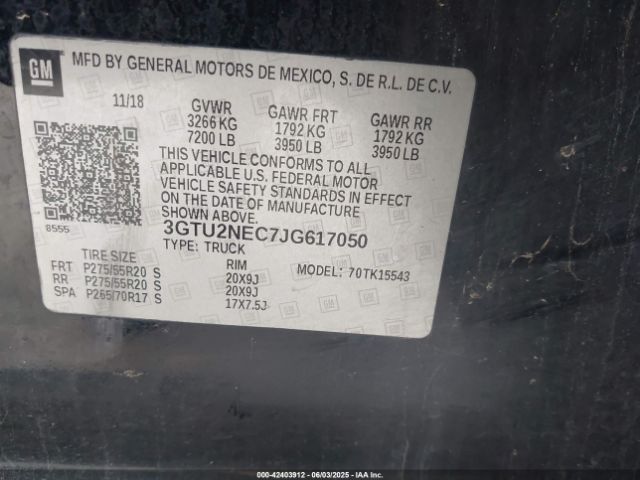 GM
MFD BY GENERAL MOTORS DE MEXICO, S. DE R.L. DE C.V.
11/18 GVWR GAWR FRT GAWR RR
3266 KG 1792 KG 1792 KG
7200 LB 3950 LB 3950 LB
THIS VEHICLE CONFORMS TO ALL
APPLICABLE U.S. FEDERAL MOTOR
VEHICLE SAFETY STANDARDS IN EFFECT
ON THE DATE OF MANUFACTURE
SHOWN ABOVE.
8555 3GTU2NEC7JG617050
TYPE: TRUCK
TIRE SIZE RIM MODEL: 70TK15543
FRT P275/55R20 S 20X9J
RR P275/55R20 S 20X9J
SPA P265/70R17 S 17X7.5J
000-42403912 - 06/03/2025 - IAA Inc.